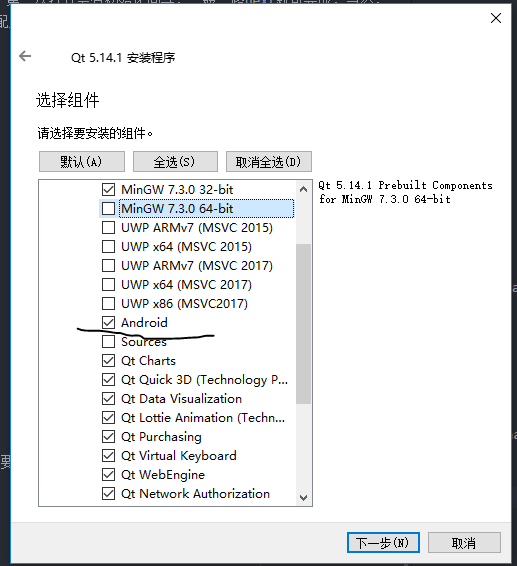 Qt 5.14.1 安装程序
选择组件
请选择要安装的组件。
默认(A)
全选(S)
取消全选(D)
MinGW 7.3.0 32-bit
MinGW 7.3.0 64-bit
UWP ARMv7 (MSVC 2015)
UWP x64 (MSVC 2015)
UWP ARMv7 (MSVC 2017)
UWP x64 (MSVC 2017)
UWP x86 (MSVC2017)
Android
Sources
Qt Charts
Qt Quick 3D (Technology P...
Qt Data Visualization
Qt Lottie Animation (Techn...
Qt Purchasing
Qt Virtual Keyboard
Qt WebEngine
Qt Network Authorization
Qt 5.14.1 Prebuilt Components
for MinGW 7.3.0 64-bit
下一步(N)
取消